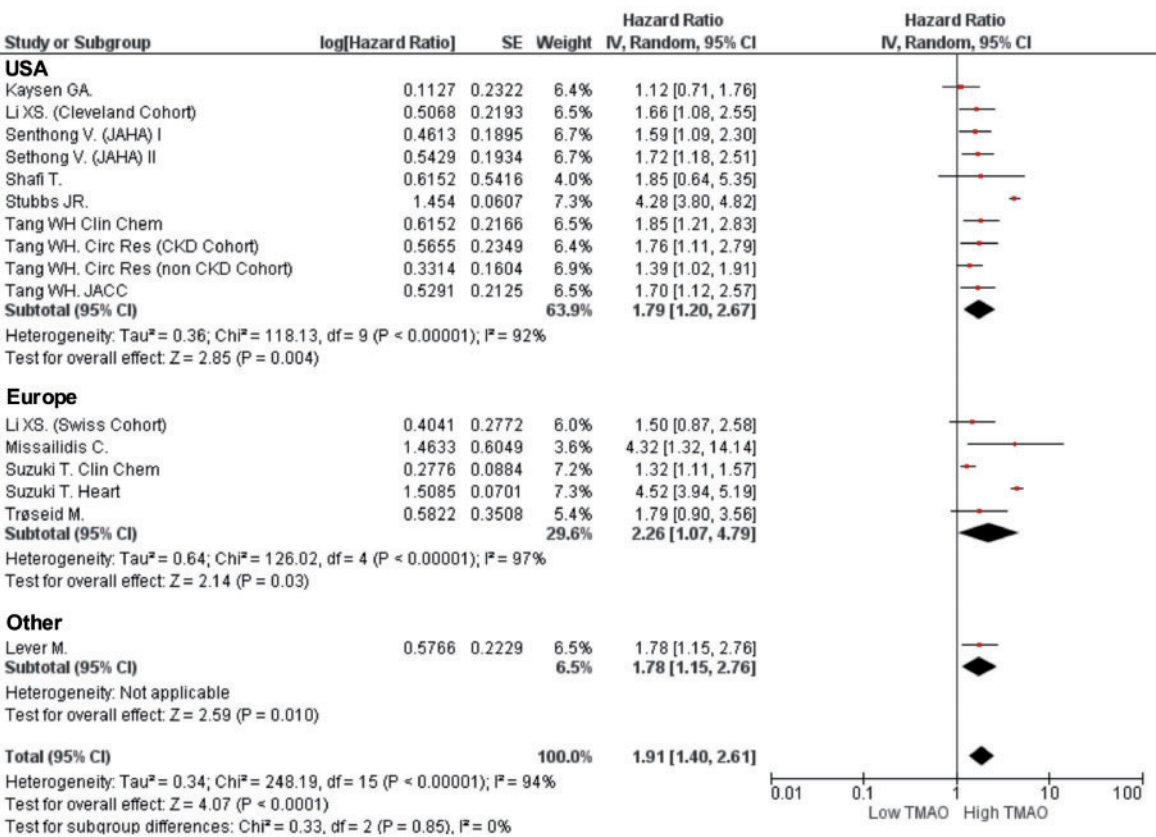 Hazard Ratio Hazard Ratio
Study or Subgroup log[Hazard Ratio] SE Weight IV, Random, 95% CI IV, Random, 95% CI
USA
Kaysen GA. 0.1127 0.2322 6.4% 1.12 [0.71, 1.76]
Li XS. (Cleveland Cohort) 0.5068 0.2193 6.5% 1.66 [1.08, 2.55]
Senthong V. (JAHA) I 0.4613 0.1895 6.7% 1.59 [1.09, 2.30]
Sethong V. (JAHA) II 0.5429 0.1934 6.7% 1.72 [1.18, 2.51]
Shafi T. 0.6152 0.5416 4.0% 1.85 [0.64, 5.35]
Stubbs JR. 1.454 0.0607 7.3% 4.28 [3.80, 4.82]
Tang WH Clin Chem 0.6152 0.2166 6.5% 1.85 [1.21, 2.83]
Tang WH. Circ Res (CKD Cohort) 0.5655 0.2349 6.4% 1.76 [1.11, 2.79]
Tang WH. Circ Res (non CKD Cohort) 0.3314 0.1604 6.9% 1.39 [1.02, 1.91]
Tang WH. JACC 0.5291 0.2125 6.5% 1.70 [1.12, 2.57]
Subtotal (95% CI) 63.9% 1.79 [1.20, 2.67]
Heterogeneity: Tau² = 0.36; Chi² = 118.13, df = 9 (P < 0.00001); I² = 92%
Test for overall effect: Z = 2.85 (P = 0.004)
Europe
Li XS. (Swiss Cohort) 0.4041 0.2772 6.0% 1.50 [0.87, 2.58]
Missailidis C. 1.4633 0.6049 3.6% 4.32 [1.32, 14.14]
Suzuki T. Clin Chem 0.2776 0.0884 7.2% 1.32 [1.11, 1.57]
Suzuki T. Heart 1.5085 0.0701 7.3% 4.52 [3.94, 5.19]
Trøseid M. 0.5822 0.3508 5.4% 1.79 [0.90, 3.56]
Subtotal (95% CI) 29.6% 2.26 [1.07, 4.79]
Heterogeneity: Tau² = 0.64; Chi² = 126.02, df = 4 (P < 0.00001); I² = 97%
Test for overall effect: Z = 2.14 (P = 0.03)
Other
Lever M. 0.5766 0.2229 6.5% 1.78 [1.15, 2.76]
Subtotal (95% CI) 6.5% 1.78 [1.15, 2.76]
Heterogeneity: Not applicable
Test for overall effect: Z = 2.59 (P = 0.010)
Total (95% CI) 100.0% 1.91 [1.40, 2.61]
Heterogeneity: Tau² = 0.34; Chi² = 248.19, df = 15 (P < 0.00001); I² = 94%
Test for overall effect: Z = 4.07 (P < 0.0001)
Test for subgroup differences: Chi² = 0.33, df = 2 (P = 0.85), I² = 0%
0.01 0.1 1 10 100
Low TMAO High TMAO